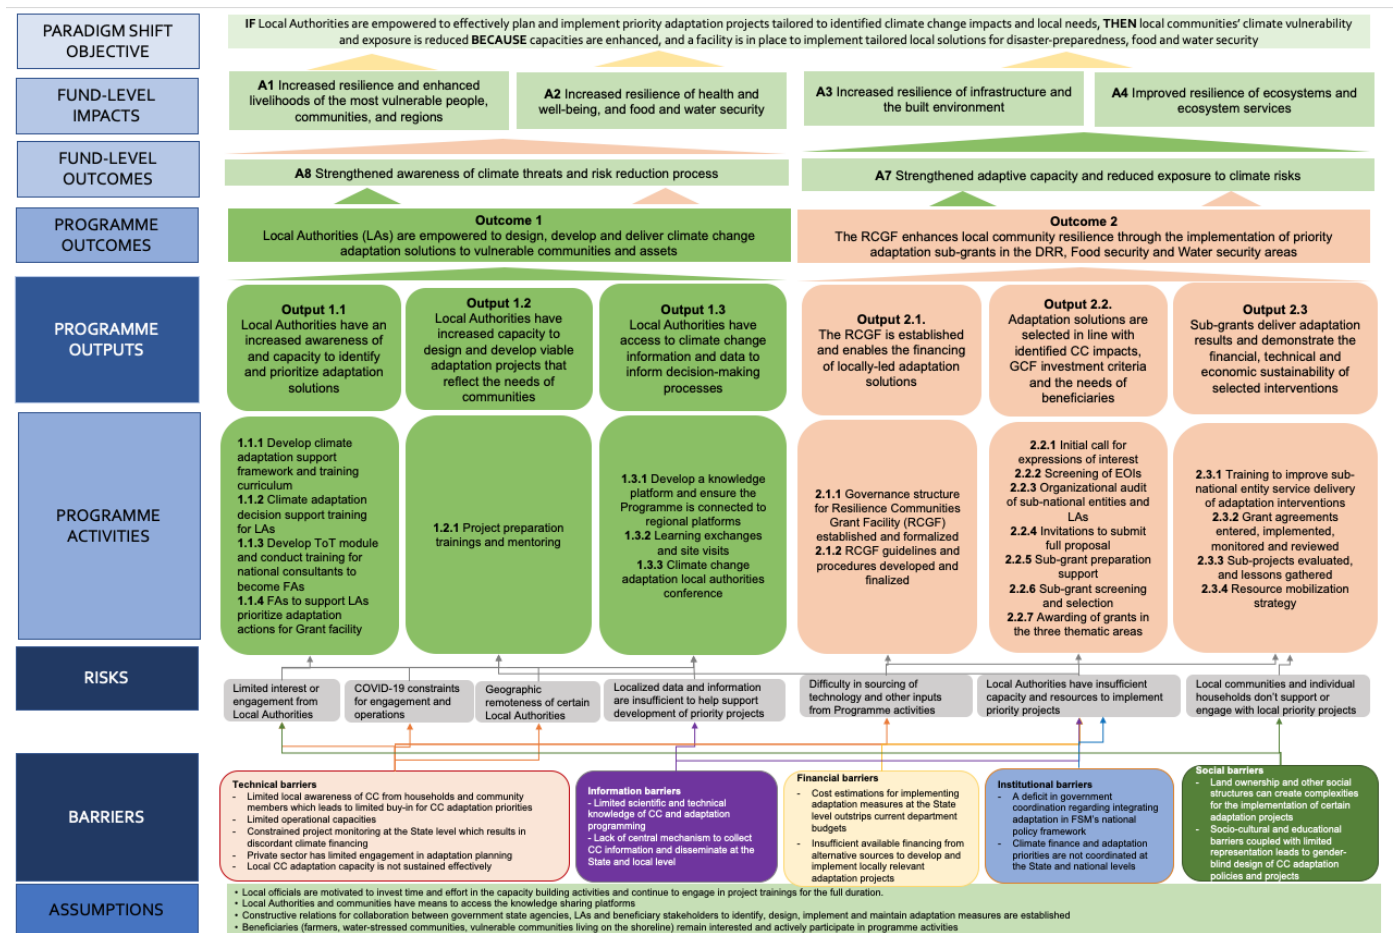 PARADIGM SHIFT
OBJECTIVE
IF Local Authorities are empowered to effectively plan and implement priority adaptation projects tailored to identified climate change impacts and local needs, THEN local communities' climate vulnerability
and exposure is reduced BECAUSE capacities are enhanced, and a facility is in place to implement tailored local solutions for disaster-preparedness, food and water security
FUND-LEVEL
IMPACTS
A1 Increased resilience and enhanced
livelihoods of the most vulnerable people,
communities, and regions
A2 Increased resilience of health and
well-being, and food and water security
A3 Increased resilience of infrastructure and
the built environment
A4 Improved resilience of ecosystems and
ecosystem services
FUND-LEVEL
OUTCOMES
A8 Strengthened awareness of climate threats and risk reduction process
A7 Strengthened adaptive capacity and reduced exposure to climate risks
PROGRAMME
OUTCOMES
Outcome 1
Local Authorities (LAs) are empowered to design, develop and deliver climate change
adaptation solutions to vulnerable communities and assets
Outcome 2
The RCGF enhances local community resilience through the implementation of priority
adaptation sub-grants in the DRR, Food security and Water security areas
PROGRAMME
OUTPUTS
Output 1.1
Local Authorities have an
increased awareness of
and capacity to identify
and prioritize adaptation
solutions
Output 1.2
Local Authorities have
increased capacity to
design and develop viable
adaptation projects that
reflect the needs of
communities
Output 1.3
Local Authorities have
access to climate change
information and data to
inform decision-making
processes
Output 2.1.
The RCGF is established
and enables the financing
of locally-led adaptation
solutions
Output 2.2.
Adaptation solutions are
selected in line with
identified CC impacts,
GCF investment criteria
and the needs of
beneficiaries
Output 2.3
Sub-grants deliver adaptation
results and demonstrate the
financial, technical and
economic sustainability of
selected interventions
PROGRAMME
ACTIVITIES
1.1.1 Develop climate
adaptation support
framework and training
curriculum
1.1.2 Climate adaptation
decision support training
for LAs
1.1.3 Develop ToT module
and conduct training for
national consultants to
become FAs
1.1.4 FAs to support LAs
prioritize adaptation
actions for Grant facility
1.2.1 Project preparation
trainings and mentoring
1.3.1 Develop a knowledge
platform and ensure the
Programme is connected to
regional platforms
1.3.2 Learning exchanges
and site visits
1.3.3 Climate change
adaptation local authorities
conference
2.1.1 Governance structure
for Resilience Communities
Grant Facility (RCGF)
established and formalized
2.1.2 RCGF guidelines and
procedures developed and
finalized
2.2.1 Initial call for
expressions of interest
2.2.2 Screening of EOIs
2.2.3 Organizational audit
of sub-national entities and
LAs
2.2.4 Invitations to submit
full proposal
2.2.5 Sub-grant preparation
support
2.2.6 Sub-grant screening
and selection
2.2.7 Awarding of grants in
the three thematic areas
2.3.1 Training to improve sub-
national entity service delivery
of adaptation interventions
2.3.2 Grant agreements
entered, implemented,
monitored and reviewed
2.3.3 Sub-projects evaluated,
and lessons gathered
2.3.4 Resource mobilization
strategy
RISKS
Limited interest or
engagement from
Local Authorities
COVID-19 constraints
for engagement and
operations
Geographic
remoteness of certain
Local Authorities
Localized data and information
are insufficient to help support
development of priority projects
Difficulty in sourcing of
technology and other inputs
from Programme activities
Local Authorities have insufficient
capacity and resources to implement
priority projects
Local communities and individual
households don't support or
engage with local priority projects
BARRIERS
Technical barriers
- Limited local awareness of CC from households and community
members which leads to limited buy-in for CC adaptation priorities
- Limited operational capacities
- Constrained project monitoring at the State level which results in
discordant climate financing
- Private sector has limited engagement in adaptation planning
- Local CC adaptation capacity is not sustained effectively
Information barriers
- Limited scientific and technical
knowledge of CC and adaptation
programming
- Lack of central mechanism to collect
CC information and disseminate at the
State and local level
Financial barriers
- Cost estimations for implementing
adaptation measures at the State
level outstrips current department
budgets
- Insufficient available financing from
alternative sources to develop and
implement locally relevant
adaptation projects
Institutional barriers
- A deficit in government
coordination regarding integrating
adaptation in FSM's national
policy framework
- Climate finance and adaptation
priorities are not coordinated at
the State and national levels
Social barriers
- Land ownership and other social
structures can create complexities
for the implementation of certain
adaptation projects
- Socio-cultural and educational
barriers coupled with limited
representation leads to gender-
blind design of CC adaptation
policies and projects
ASSUMPTIONS
• Local officials are motivated to invest time and effort in the capacity building activities and continue to engage in project trainings for the full duration.
• Local Authorities and communities have means to access the knowledge sharing platforms
• Constructive relations for collaboration between government state agencies, LAs and beneficiary stakeholders to identify, design, implement and maintain adaptation measures are established
• Beneficiaries (farmers, water-stressed communities, vulnerable communities living on the shoreline) remain interested and actively participate in programme activities